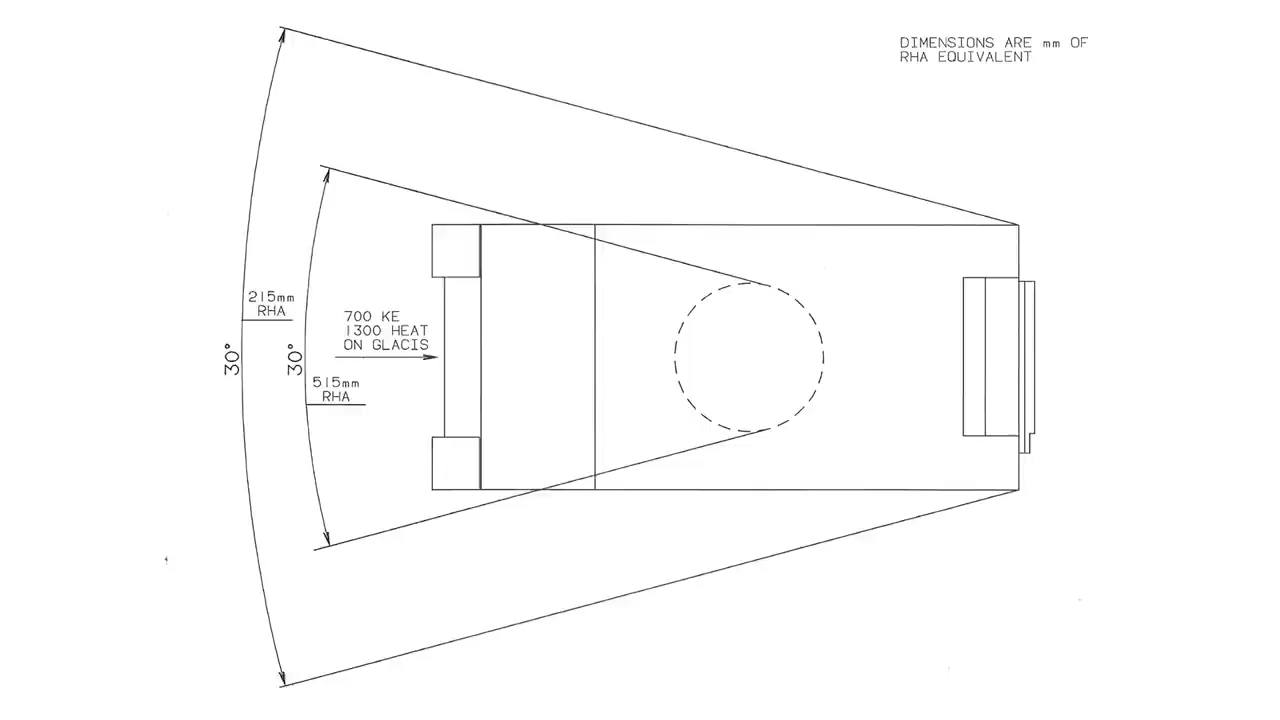 DIMENSIONS ARE mm OF
RHA EQUIVALENT
215mm
RHA
700 KE
1300 HEAT
ON GLACIS
30°
30°
515mm
RHA